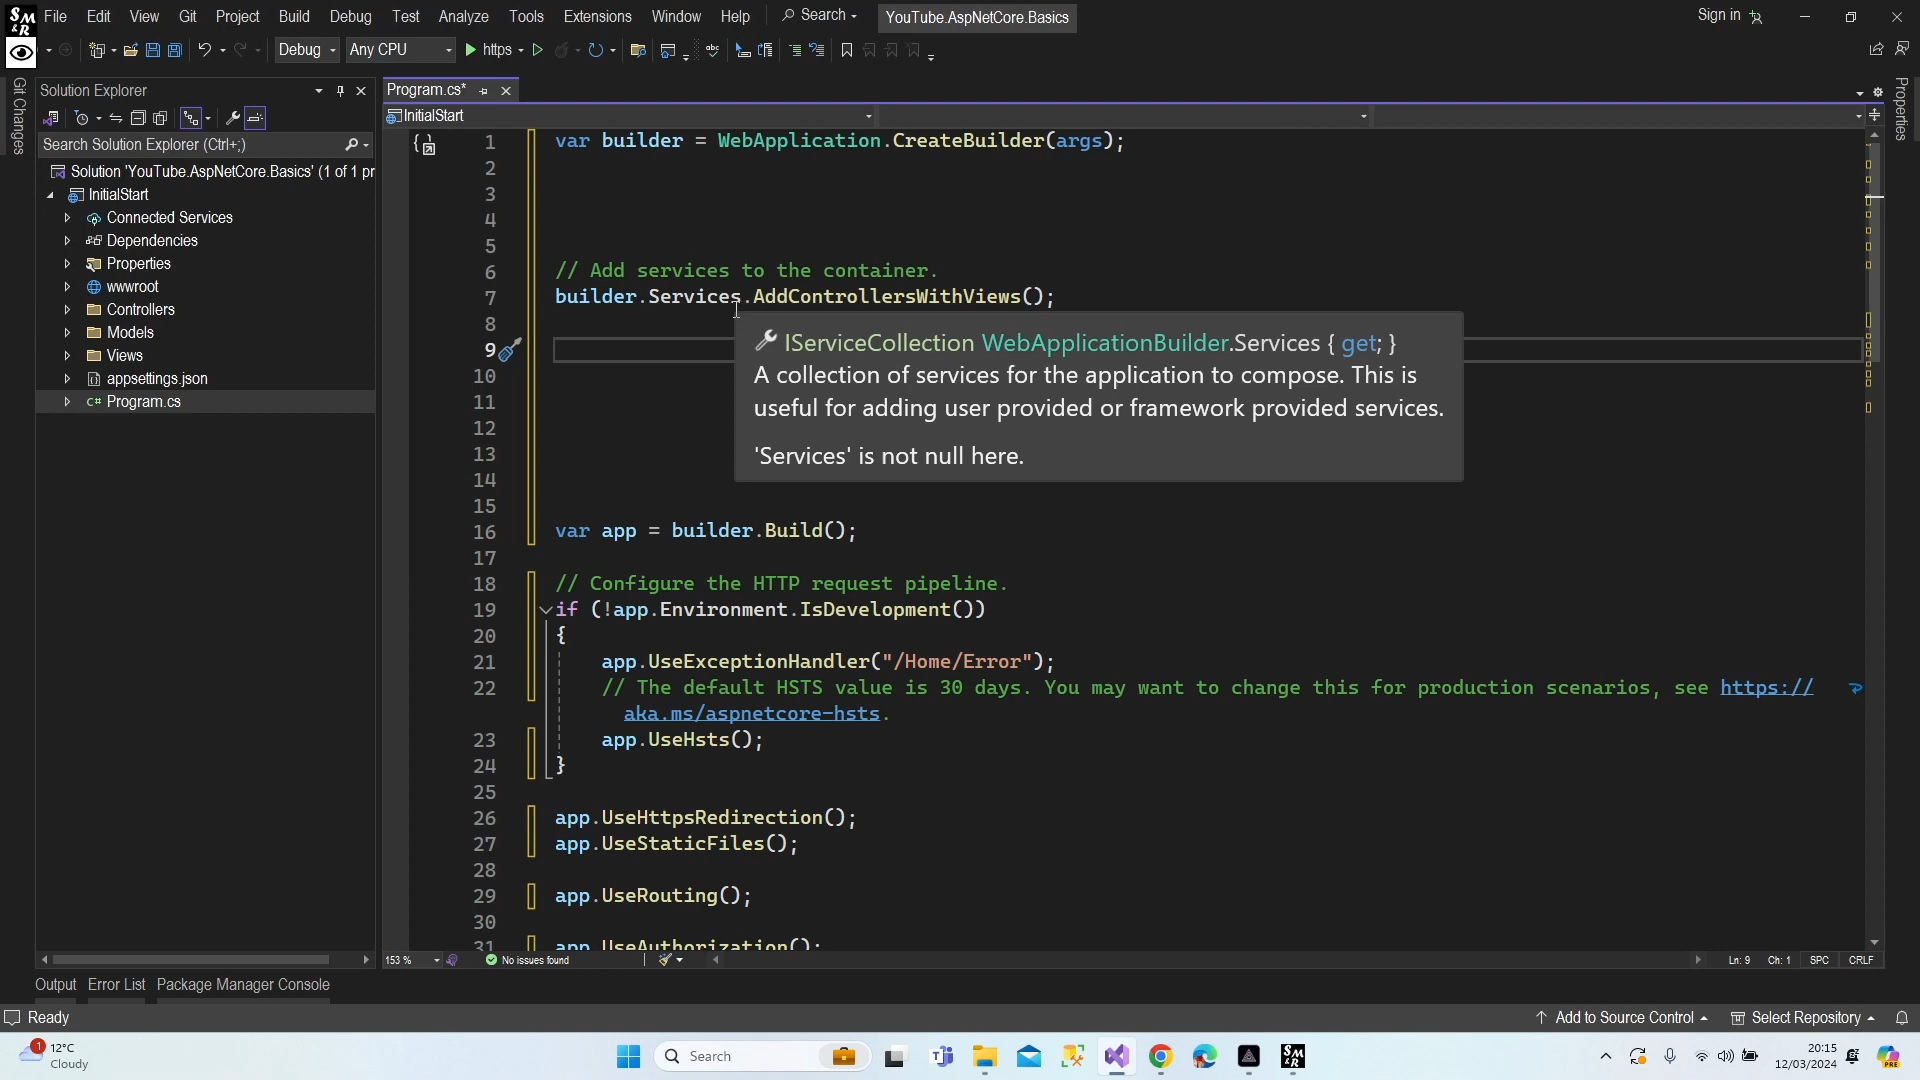 SM&R
File Edit View Git Project Build Debug Test Analyze Tools Extensions Window Help Search YouTube.AspNetCore.Basics Sign in
Debug Any CPU https
Git Changes
Properties
Solution Explorer
Search Solution Explorer (Ctrl+;)
Solution 'YouTube.AspNetCore.Basics' (1 of 1 pr
InitialStart
Connected Services
Dependencies
Properties
wwwroot
Controllers
Models
Views
appsettings.json
C# Program.cs
Program.cs*
InitialStart
1 var builder = WebApplication.CreateBuilder(args);
2
3
4
5
6 // Add services to the container.
7 builder.Services.AddControllersWithViews();
8
9
10
11
12
13
14
15
IServiceCollection WebApplicationBuilder.Services { get; }
A collection of services for the application to compose. This is
useful for adding user provided or framework provided services.
'Services' is not null here.
16 var app = builder.Build();
17
18 // Configure the HTTP request pipeline.
19 if (!app.Environment.IsDevelopment())
20 {
21 app.UseExceptionHandler("/Home/Error");
22 // The default HSTS value is 30 days. You may want to change this for production scenarios, see https://
aka.ms/aspnetcore-hsts.
23 app.UseHsts();
24 }
25
26 app.UseHttpsRedirection();
27 app.UseStaticFiles();
28
29 app.UseRouting();
30
31 app.UseAuthorization();
153 % No issues found Ln: 9 Ch: 1 SPC CRLF
Output Error List Package Manager Console
Ready Add to Source Control Select Repository
1 12°C
Cloudy
Search
SM&R
20:15
12/03/2024
PRE